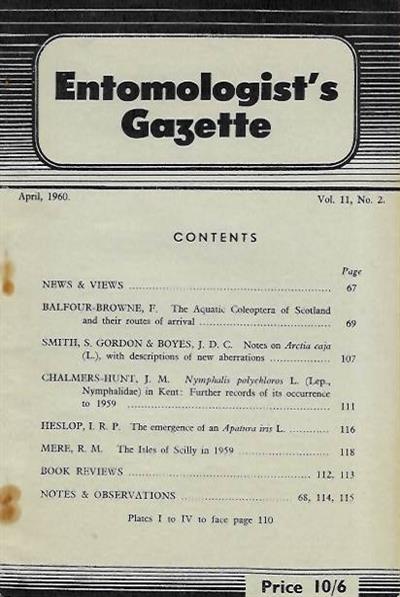 Entomologist's
Gazette
April, 1960.
Vol. 11, No. 2.
CONTENTS
Page
NEWS & VIEWS ........ 67
BALFOUR-BROWNE, F. The Aquatic Coleoptera of Scotland
and their routes of arrival ........ 69
SMITH, S. GORDON & BOYES, J. D. C. Notes on Arctia caja
(L.), with descriptions of new aberrations ........ 107
CHALMERS-HUNT, J. M. Nymphalis polychloros L. (Lep.,
Nymphalidae) in Kent: Further records of its occurrence
to 1959 ........ 111
HESLOP, I. R. P. The emergence of an Apatura iris L. ........ 116
MERE, R. M. The Isles of Scilly in 1959 ........ 118
BOOK REVIEWS ........ 112, 113
NOTES & OBSERVATIONS ........ 68, 114, 115
Plates I to IV to face page 110
Price 10/6